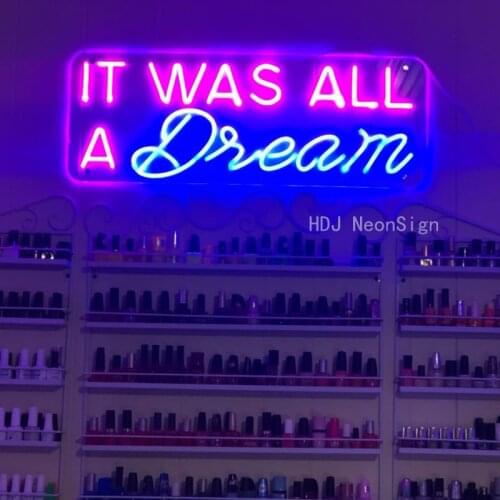 IT WAS ALL
A Dream
HDJ NeonSign